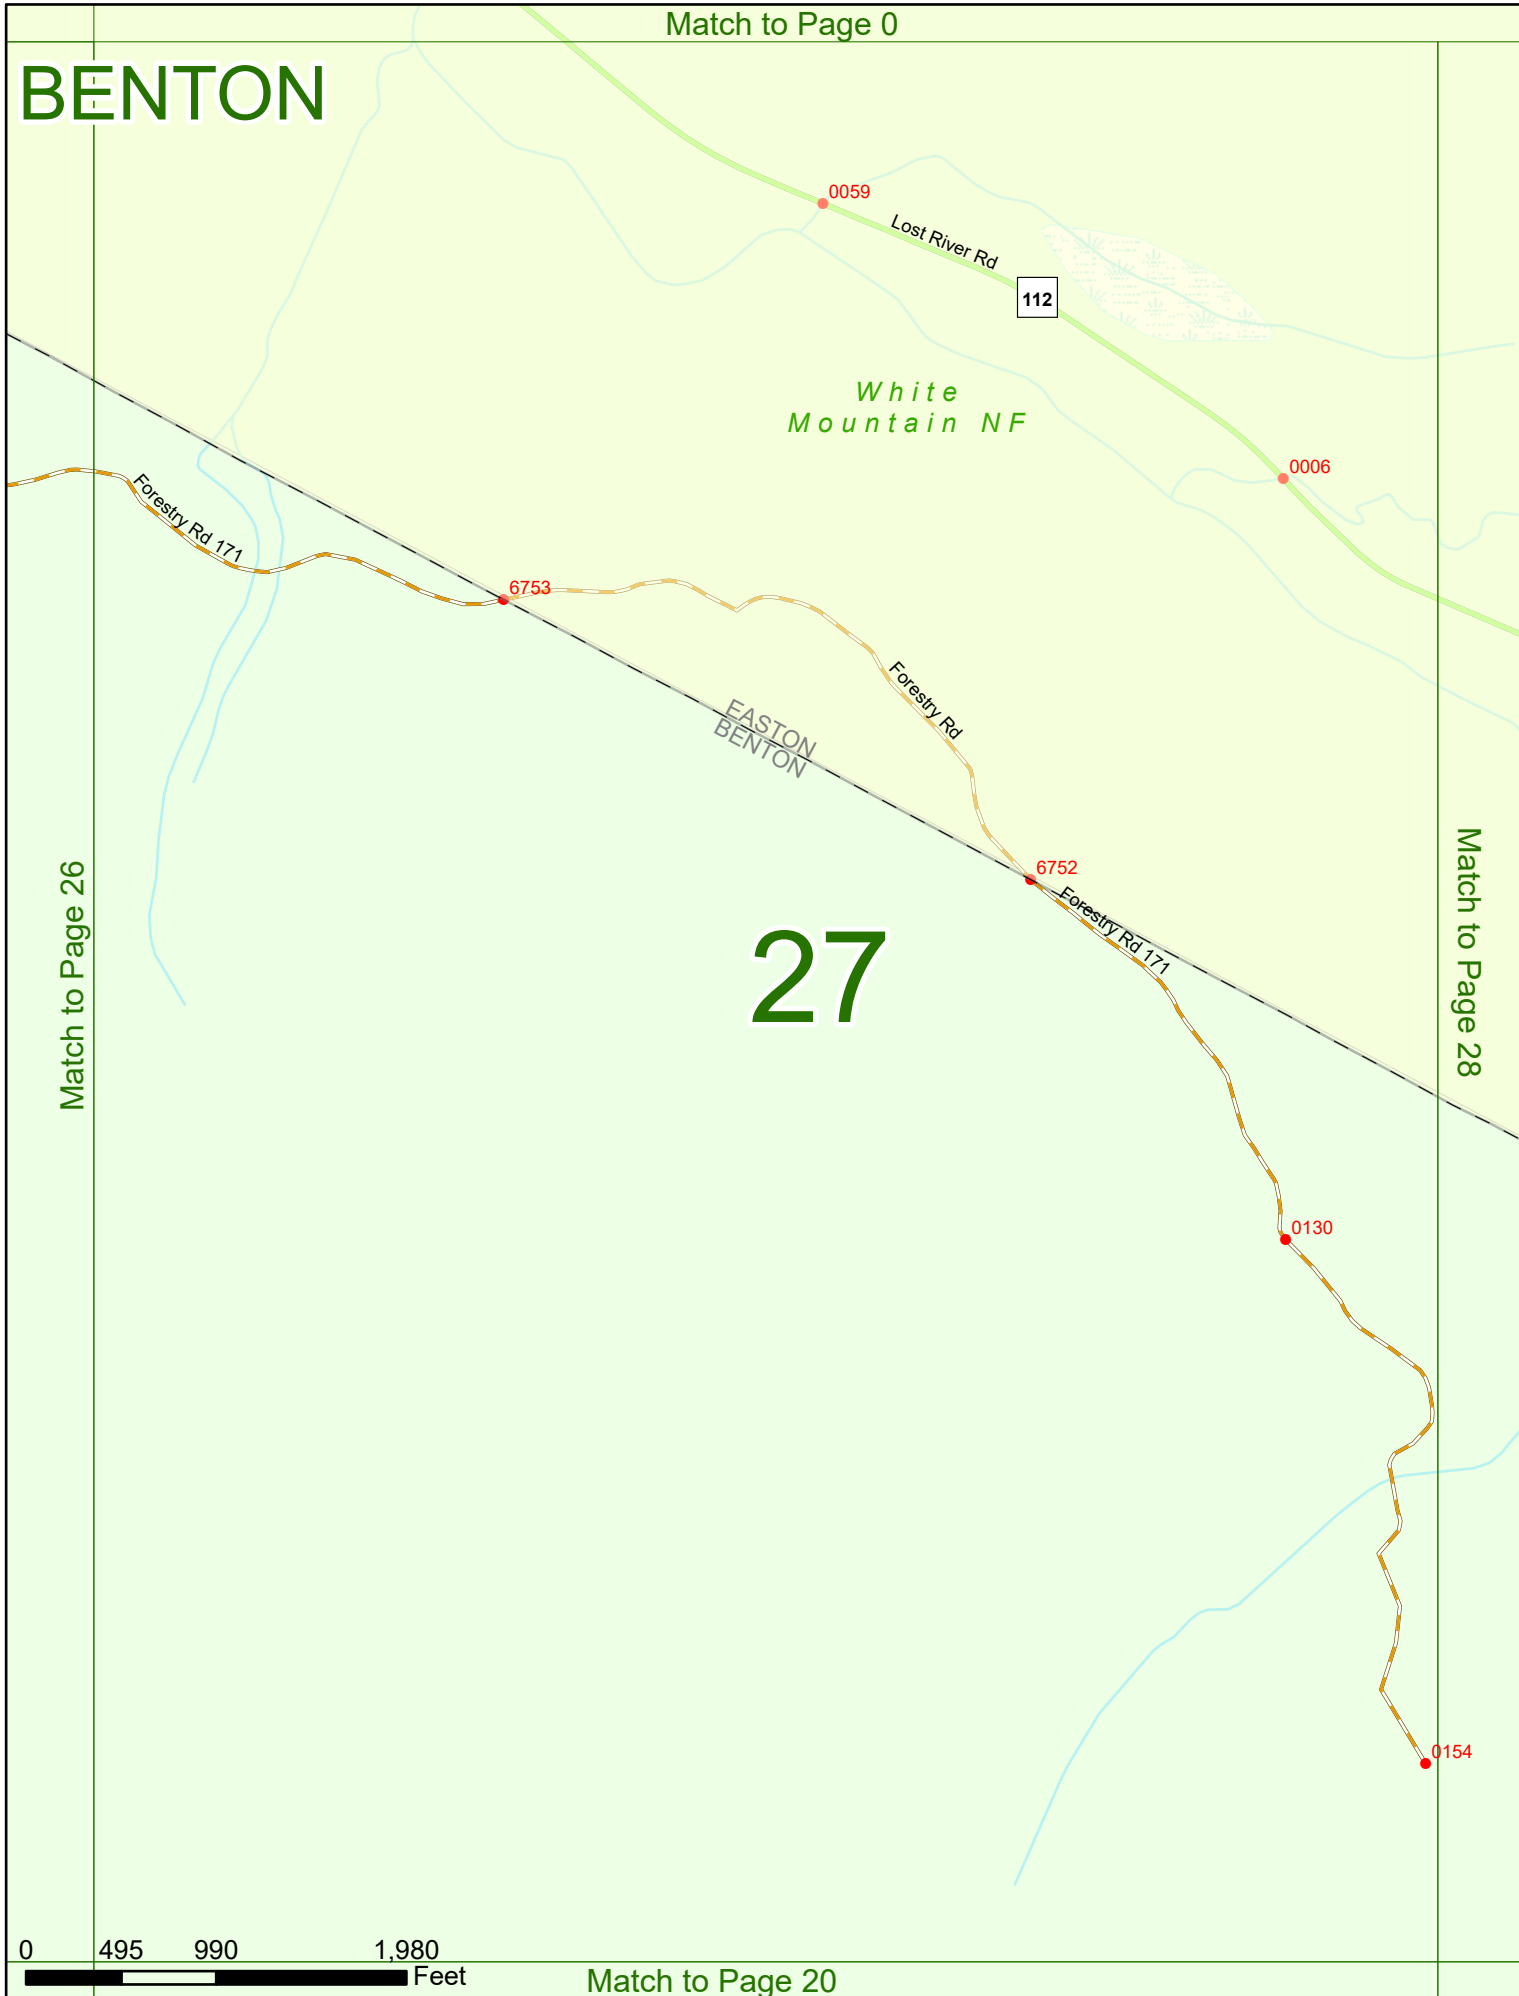 Match to Page 0
BENTON
0059
Lost River Rd
112
White
Mountain NF
0006
Forestry Rd 171
6753
Forestry Rd
EASTON
BENTON
6752
Forestry Rd 171
Match to Page 26
27
Match to Page 28
0130
0154
0 495 990 1,980
Feet
Match to Page 20